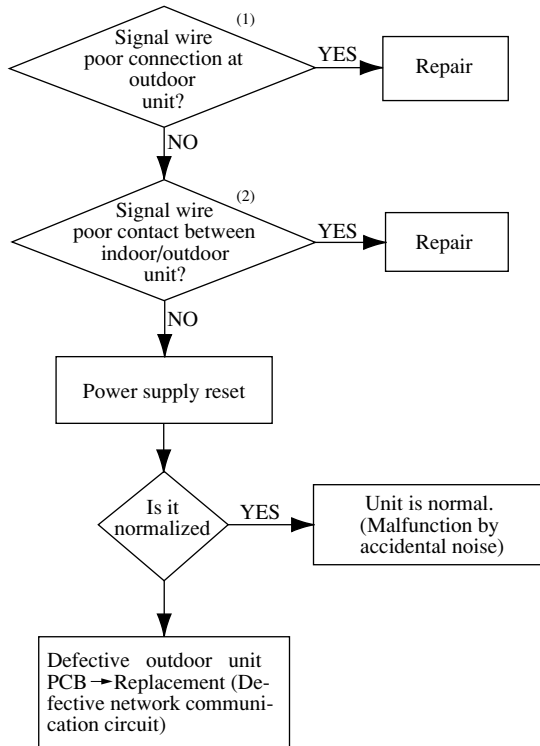 (1)
Signal wire
poor connection at
outdoor
unit?
YES
Repair
NO
(2)
Signal wire
poor contact between
indoor/outdoor
unit?
YES
Repair
NO
Power supply reset
Is it
normalized
YES
Unit is normal.
(Malfunction by
accidental noise)
Defective outdoor unit
PCB → Replacement (De-
fective network communi-
cation circuit)